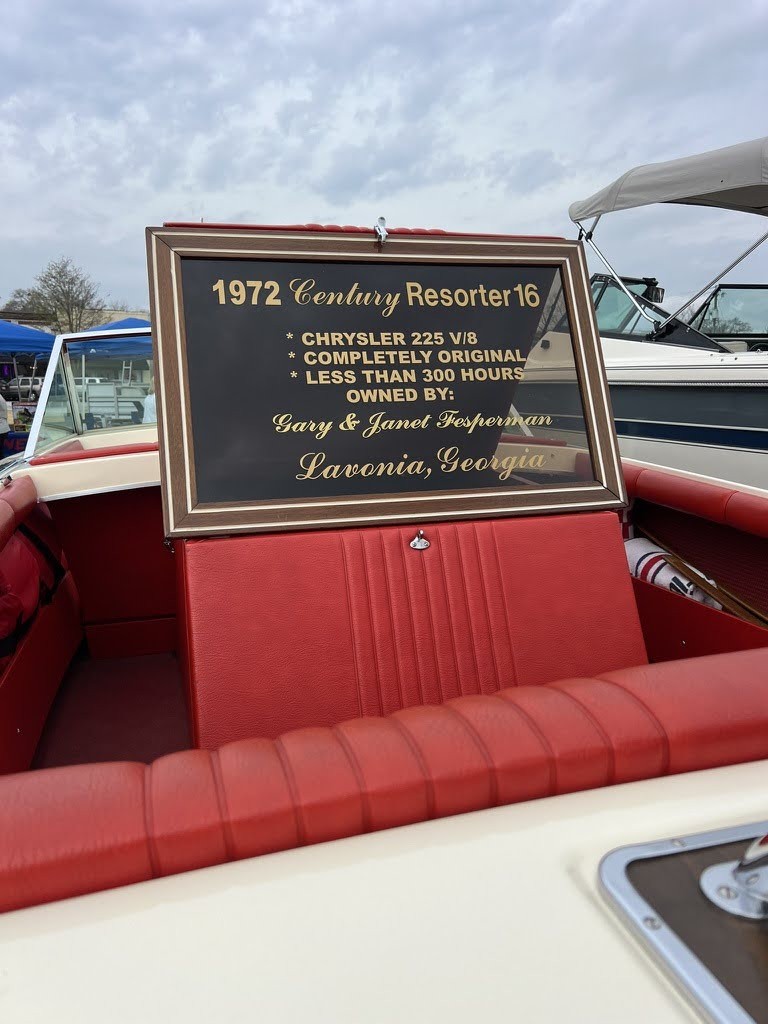 1972 Century Resorter 16
* CHRYSLER 225 V/8
* COMPLETELY ORIGINAL
* LESS THAN 300 HOURS
OWNED BY:
Gary & Janet Fesperman
Lavonia, Georgia